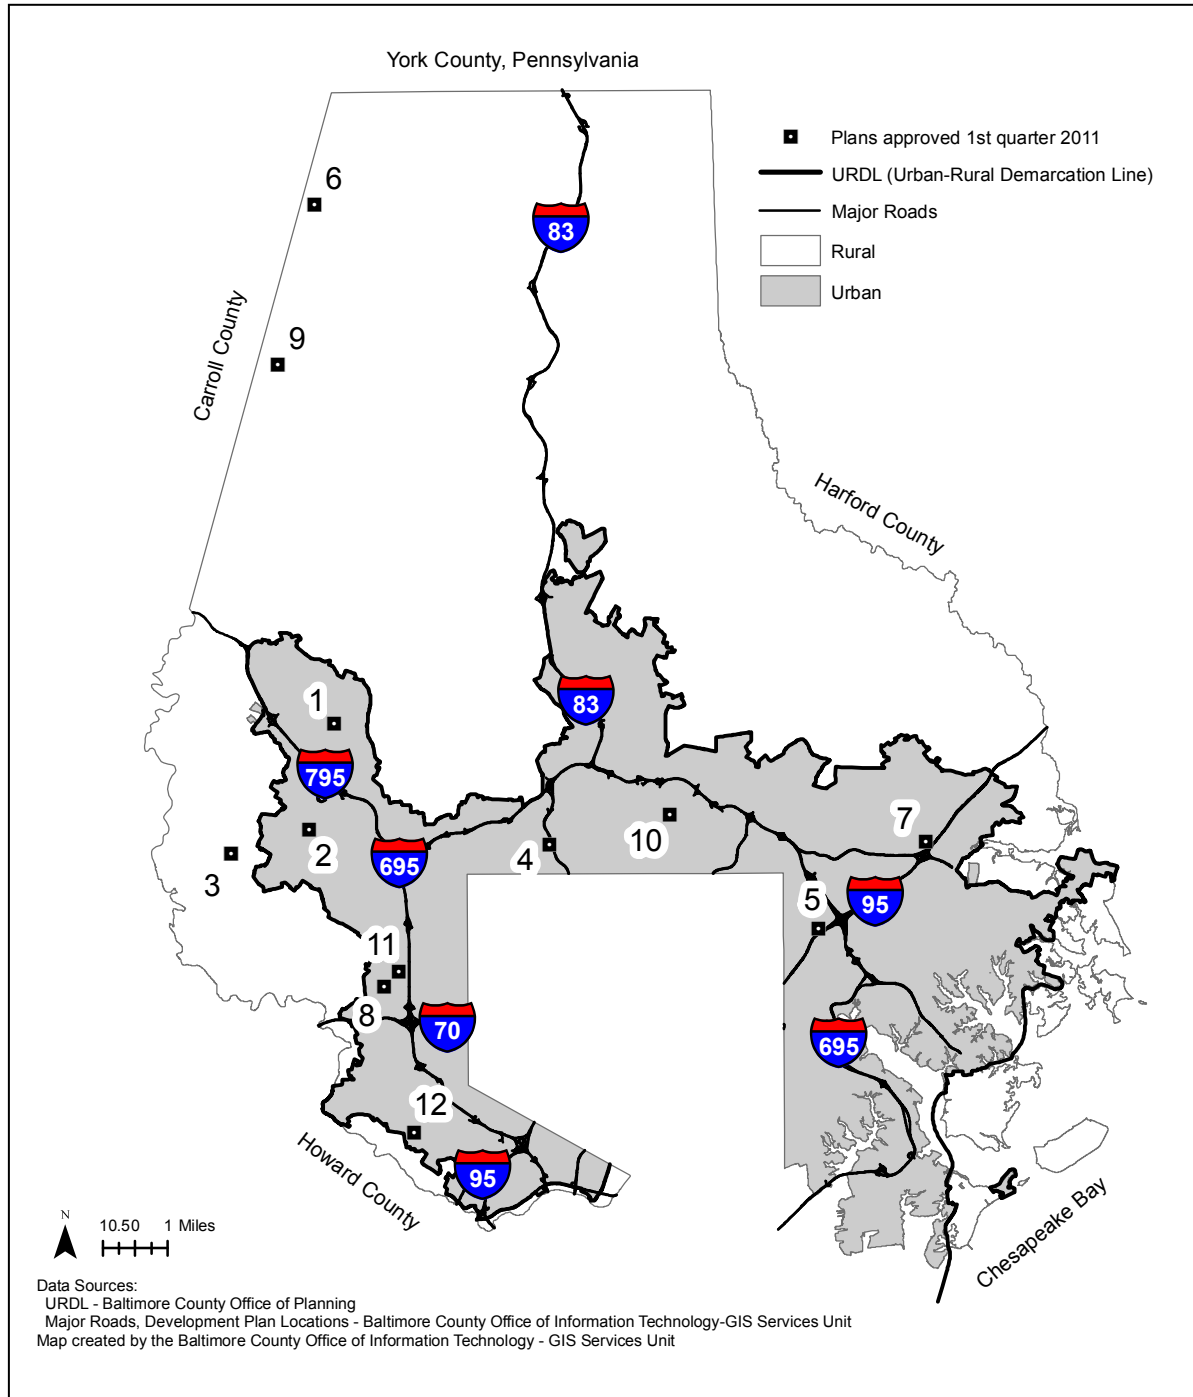 York County, Pennsylvania
Plans approved 1st quarter 2011
URDL (Urban-Rural Demarcation Line)
Major Roads
Rural
Urban
6
83
9
Carroll County
Harford County
1
83
795
2
3
695
4
10
7
5
95
11
8
70
695
12
Howard County
95
Chesapeake Bay
N
10.50 1 Miles
Data Sources:
URDL - Baltimore County Office of Planning
Major Roads, Development Plan Locations - Baltimore County Office of Information Technology-GIS Services Unit
Map created by the Baltimore County Office of Information Technology - GIS Services Unit